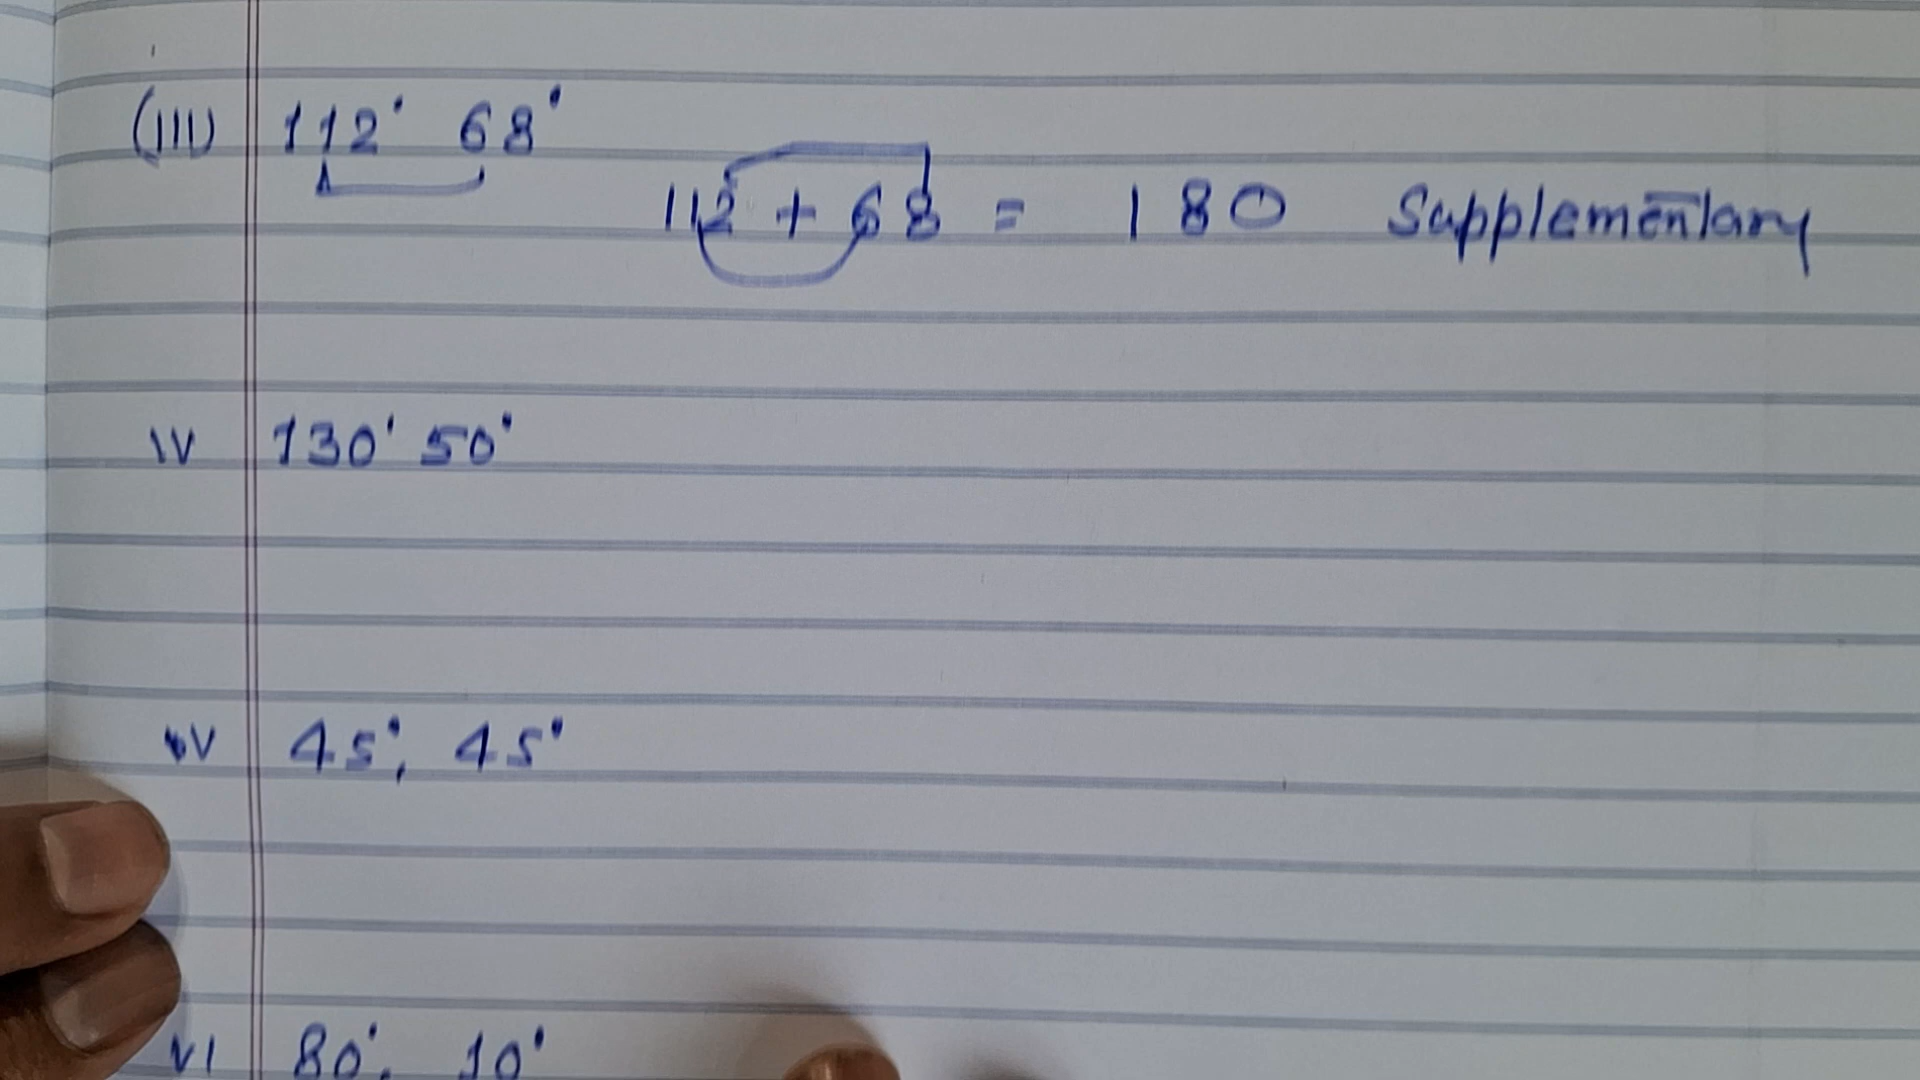 (III) 112° 68°
112 + 68 = 180 Supplementary
IV 130° 50°
V 45°, 45°
VI 80°, 10°